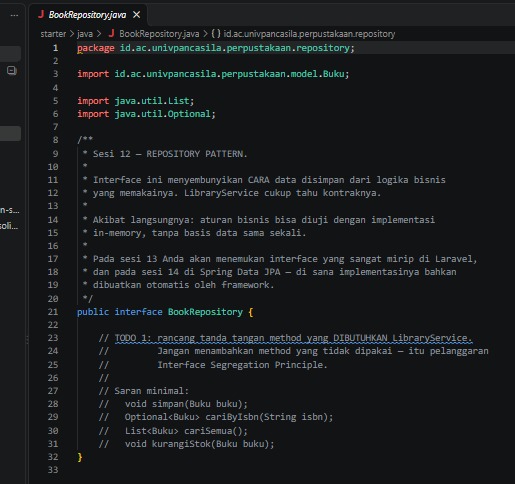 BookRepository.java
starter > java > BookRepository.java > {} id.ac.univpancasila.perpustakaan.repository
1 package id.ac.univpancasila.perpustakaan.repository;
2
3 import id.ac.univpancasila.perpustakaan.model.Buku;
4
5 import java.util.List;
6 import java.util.Optional;
7
8 /**
9 * Sesi 12 — REPOSITORY PATTERN.
10 *
11 * Interface ini menyembunyikan CARA data disimpan dari logika bisnis
12 * yang memakainya. LibraryService cukup tahu kontraknya.
13 *
14 * Akibat langsungnya: aturan bisnis bisa diuji dengan implementasi
15 * in-memory, tanpa basis data sama sekali.
16 *
17 * Pada sesi 13 Anda akan menemukan interface yang sangat mirip di Laravel,
18 * dan pada sesi 14 di Spring Data JPA — di sana implementasinya bahkan
19 * dibuatkan otomatis oleh framework.
20 */
21 public interface BookRepository {
22
23 // TODO 1: rancang tanda tangan method yang DIBUTUHKAN LibraryService.
24 // Jangan menambahkan method yang tidak dipakai — itu pelanggaran
25 // Interface Segregation Principle.
26 //
27 // Saran minimal:
28 // void simpan(Buku buku);
29 // Optional<Buku> cariByIsbn(String isbn);
30 // List<Buku> cariSemua();
31 // void kurangiStok(Buku buku);
32 }
33
n-s...
soli...